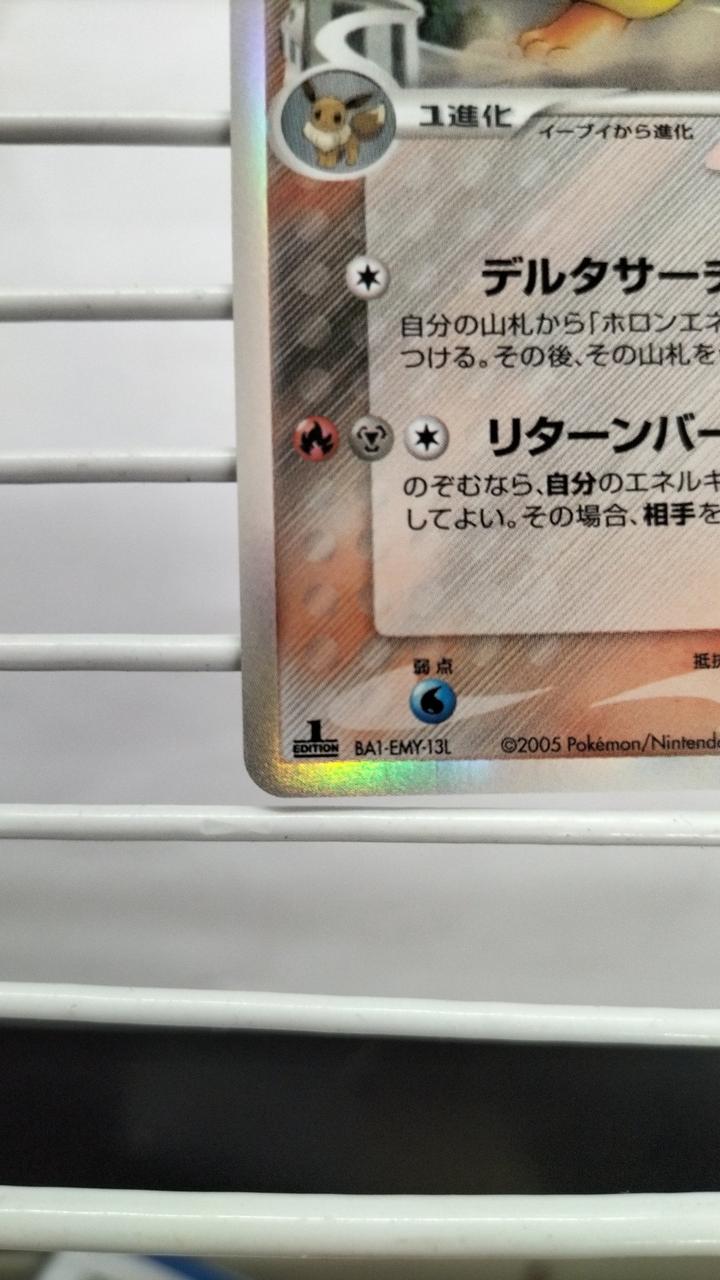 1進化
イーブイから進化
デルタサーチ
自分の山札から「ホロンエネ
つける。その後、その山札を
リターンバー
のぞむなら、自分のエネルギ
してよい。その場合、相手を
弱点
抵抗
1 EDITION BA1-EMY-13L ©2005 Pokémon/Nintendo